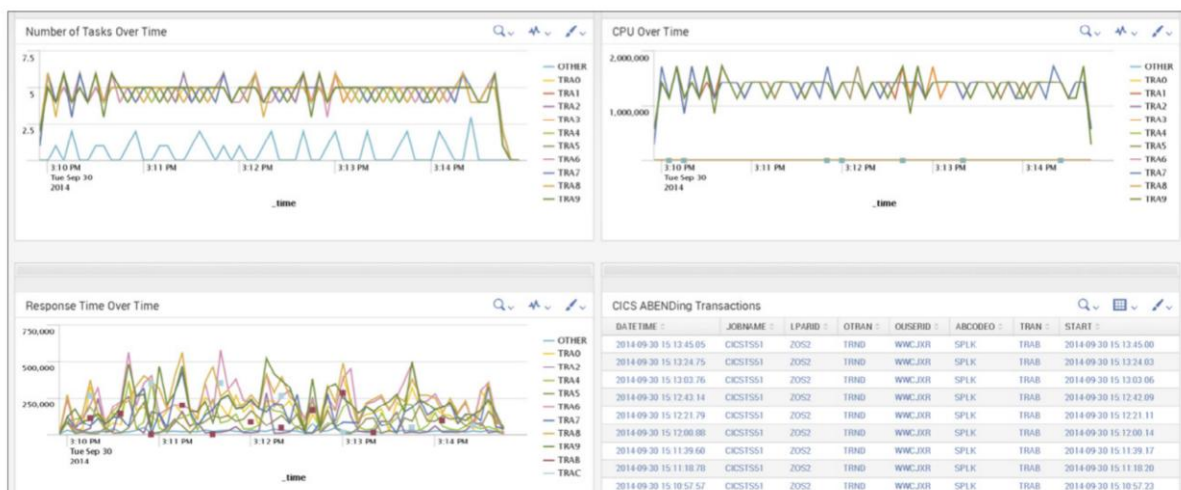 Number of Tasks Over Time
7.5
5
2.5
3:10 PM 3:11 PM 3:12 PM 3:13 PM 3:14 PM
Tue Sep 30
2014
_time
OTHER
TRA0
TRA1
TRA2
TRA3
TRA4
TRA5
TRA6
TRA7
TRA8
TRA9
CPU Over Time
2,000,000
1,000,000
3:10 PM 3:11 PM 3:12 PM 3:13 PM 3:14 PM
Tue Sep 30
2014
_time
OTHER
TRA0
TRA1
TRA2
TRA3
TRA4
TRA5
TRA6
TRA7
TRA8
TRA9
Response Time Over Time
750,000
500,000
250,000
3:10 PM 3:11 PM 3:12 PM 3:13 PM 3:14 PM
Tue Sep 30
2014
_time
OTHER
TRA0
TRA2
TRA4
TRA5
TRA6
TRA7
TRA8
TRA9
TRAB
TRAC
CICS ABENDing Transactions
DATETIME JOBNAME LPARID OTRAN OUSERID ABCODEO TRAN START
2014-09-30 15:13:45.05 CICSTS51 ZOS2 TRND WWCJXR SPLK TRAB 2014-09-30 15:13:45.00
2014-09-30 15:13:24.75 CICSTS51 ZOS2 TRND WWCJXR SPLK TRAB 2014-09-30 15:13:24.03
2014-09-30 15:13:03.76 CICSTS51 ZOS2 TRND WWCJXR SPLK TRAB 2014-09-30 15:13:03.06
2014-09-30 15:12:43.14 CICSTS51 ZOS2 TRND WWCJXR SPLK TRAB 2014-09-30 15:12:42.09
2014-09-30 15:12:21.79 CICSTS51 ZOS2 TRND WWCJXR SPLK TRAB 2014-09-30 15:12:21.11
2014-09-30 15:12:00.88 CICSTS51 ZOS2 TRND WWCJXR SPLK TRAB 2014-09-30 15:12:00.14
2014-09-30 15:11:39.60 CICSTS51 ZOS2 TRND WWCJXR SPLK TRAB 2014-09-30 15:11:39.17
2014-09-30 15:11:18.78 CICSTS51 ZOS2 TRND WWCJXR SPLK TRAB 2014-09-30 15:11:18.20
2014-09-30 15:10:57.57 CICSTS51 ZOS2 TRND WWCJXR SPLK TRAB 2014-09-30 15:10:57.23